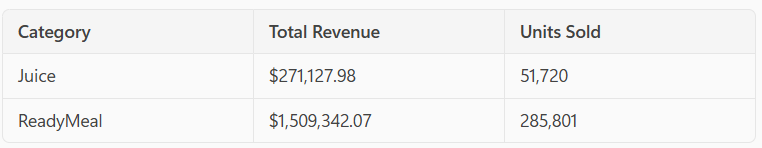 Category Total Revenue Units Sold
Juice $271,127.98 51,720
ReadyMeal $1,509,342.07 285,801